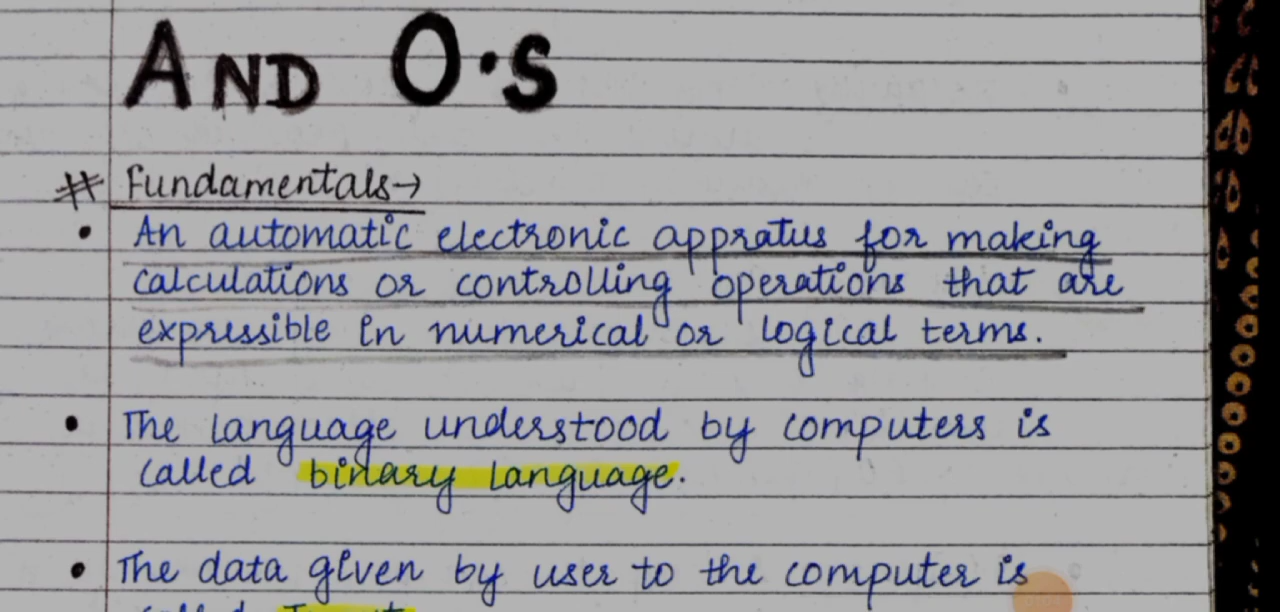 AND O.S
# Fundamentals→
• An automatic electronic appratus for making
calculations or controlling operations that are
expressible in numerical or logical terms.
• The language understood by computers is
called binary language.
• The data given by user to the computer is
called Input